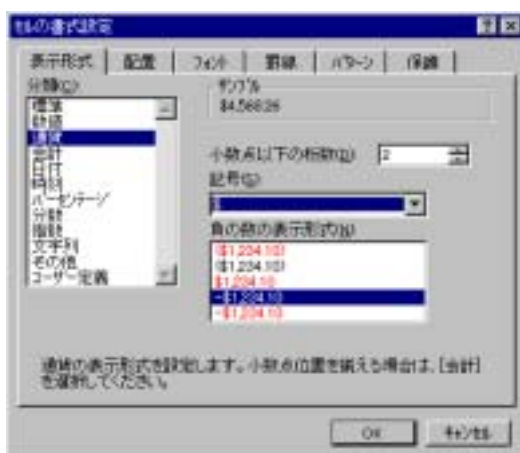 セルの書式設定
表示形式 配置 フォント 罫線 パターン 保護
分類(C)
標準
数値
通貨
会計
日付
時刻
パーセンテージ
分数
指数
文字列
その他
ユーザー定義
サンプル
$4,566.26
小数点以下の桁数(D) 2
記号(S)
$
負の数の表示形式(N)
($1,234.10)
($1,234.10)
$1,234.10
-$1,234.10
-$1,234.10
通貨の表示形式を設定します。小数点位置を揃える場合は、[会計]
を選択してください。
OK キャンセル